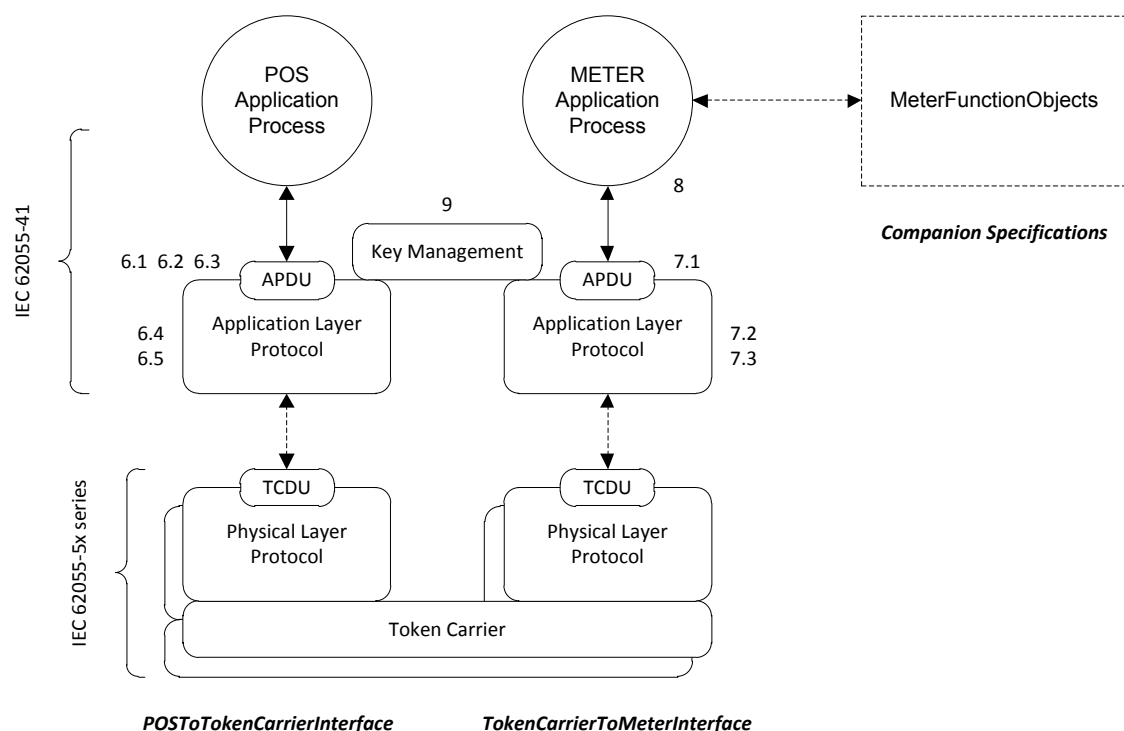 POS
Application
Process
METER
Application
Process
MeterFunctionObjects
Companion Specifications
IEC 62055-41
8
9
Key Management
6.1 6.2 6.3
APDU
APDU
7.1
Application Layer
Protocol
Application Layer
Protocol
6.4
6.5
7.2
7.3
IEC 62055-5x series
TCDU
TCDU
Physical Layer
Protocol
Physical Layer
Protocol
Token Carrier
POSToTokenCarrierInterface
TokenCarrierToMeterInterface